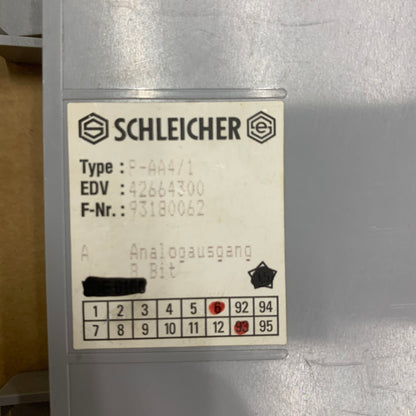 SCHLEICHER
Type : P-AA4/1
EDV : 42664300
F-Nr.: 93180062
A Analogausgang
8 Bit
1 2 3 4 5 6 92 94
7 8 9 10 11 12 93 95